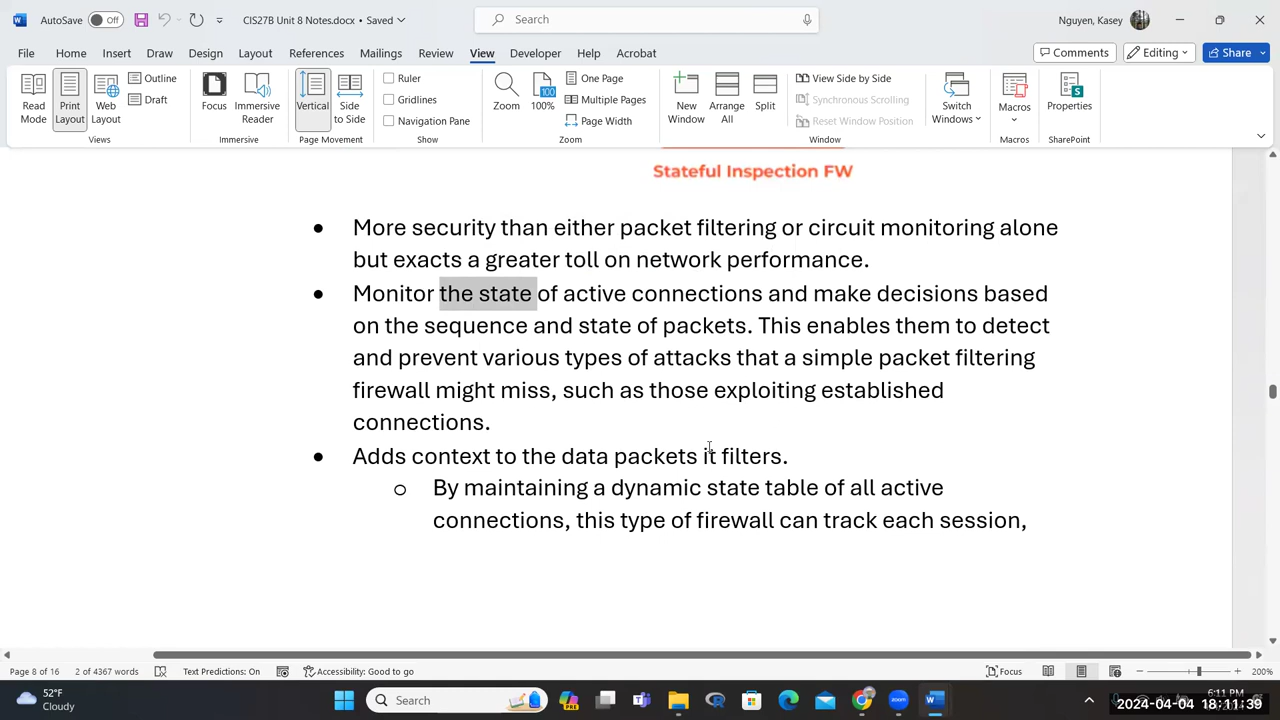 AutoSave Off CIS27B Unit 8 Notes.docx • Saved Search Nguyen, Kasey
File Home Insert Draw Design Layout References Mailings Review View Developer Help Acrobat Comments Editing Share
Read Mode Print Layout Web Layout Outline Draft Focus Immersive Reader Vertical Side to Side Ruler Gridlines Navigation Pane Zoom 100% One Page Multiple Pages Page Width New Window Arrange All Split View Side by Side Synchronous Scrolling Reset Window Position Switch Windows Macros Properties
Views Immersive Page Movement Show Zoom Window Macros SharePoint
Stateful Inspection FW
• More security than either packet filtering or circuit monitoring alone
but exacts a greater toll on network performance.
• Monitor the state of active connections and make decisions based
on the sequence and state of packets. This enables them to detect
and prevent various types of attacks that a simple packet filtering
firewall might miss, such as those exploiting established
connections.
• Adds context to the data packets it filters.
o By maintaining a dynamic state table of all active
connections, this type of firewall can track each session,
Page 8 of 16 2 of 4367 words Text Predictions: On Accessibility: Good to go Focus 200%
52°F Search 6:11 PM
Cloudy 2024-04-04 18:11:39